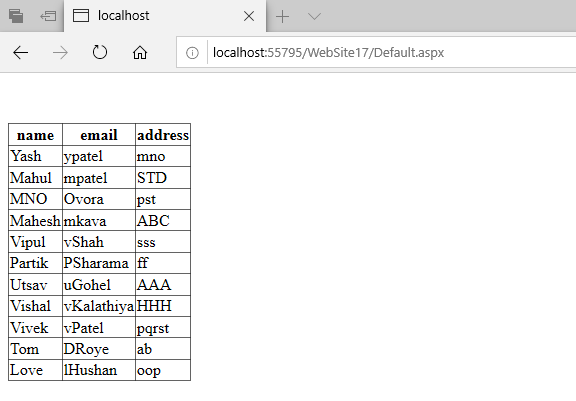 localhost
localhost:55795/WebSite17/Default.aspx
name email address
Yash ypatel mno
Mahul mpatel STD
MNO Ovora pst
Mahesh mkava ABC
Vipul vShah sss
Partik PSharama ff
Utsav uGohel AAA
Vishal vKalathiya HHH
Vivek vPatel pqrst
Tom DRoye ab
Love lHushan oop